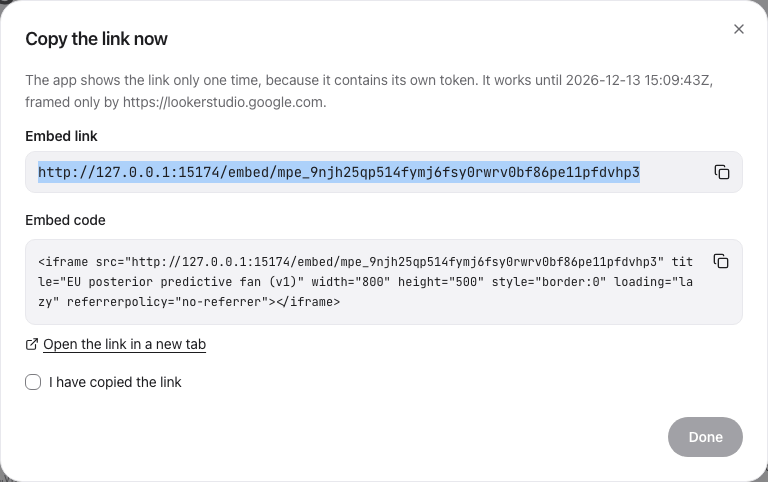 Copy the link now
The app shows the link only one time, because it contains its own token. It works until 2026-12-13 15:09:43Z,
framed only by https://lookerstudio.google.com.
Embed link
http://127.0.0.1:15174/embed/mpe_9njh25qp514fymj6fsy0rwrv0bf86pe11pfdvhp3
Embed code
<iframe src="http://127.0.0.1:15174/embed/mpe_9njh25qp514fymj6fsy0rwrv0bf86pe11pfdvhp3" tit
le="EU posterior predictive fan (v1)" width="800" height="500" style="border:0" loading="la
zy" referrerpolicy="no-referrer"></iframe>
Open the link in a new tab
I have copied the link
Done